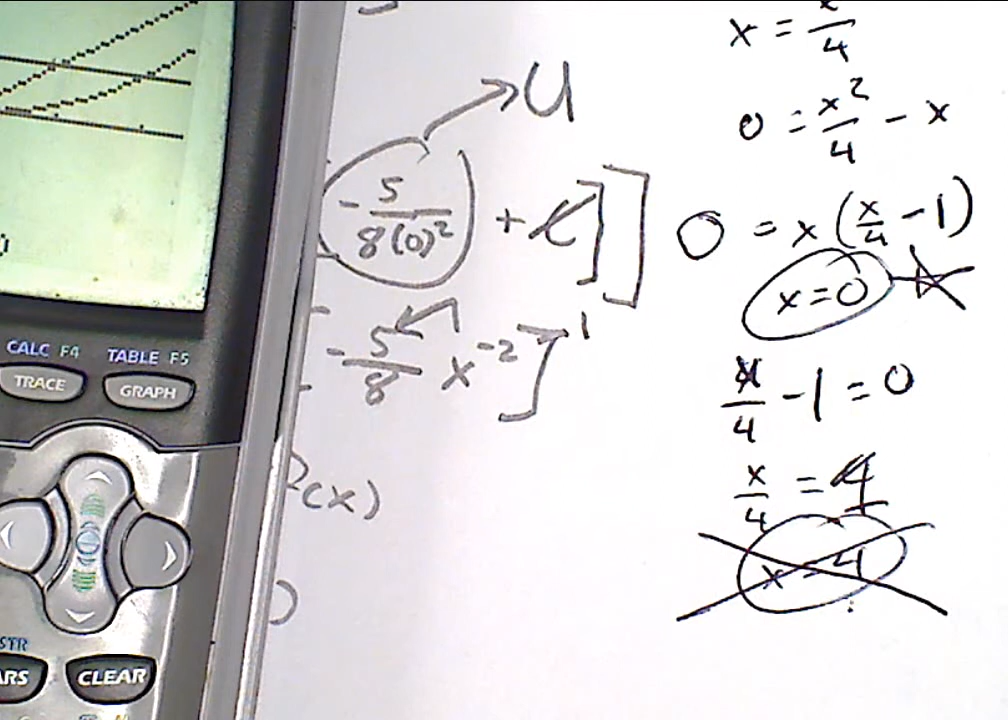 x = x/4
0 = x²/4 - x
0 = x(x/4 - 1)
x = 0
x/4 - 1 = 0
x/4 = 1
x = 4
U
-5/8(0)² + c]]
-5/8 x⁻²]¹
2(x)
CALC F4 TABLE F5
TRACE GRAPH
CLEAR